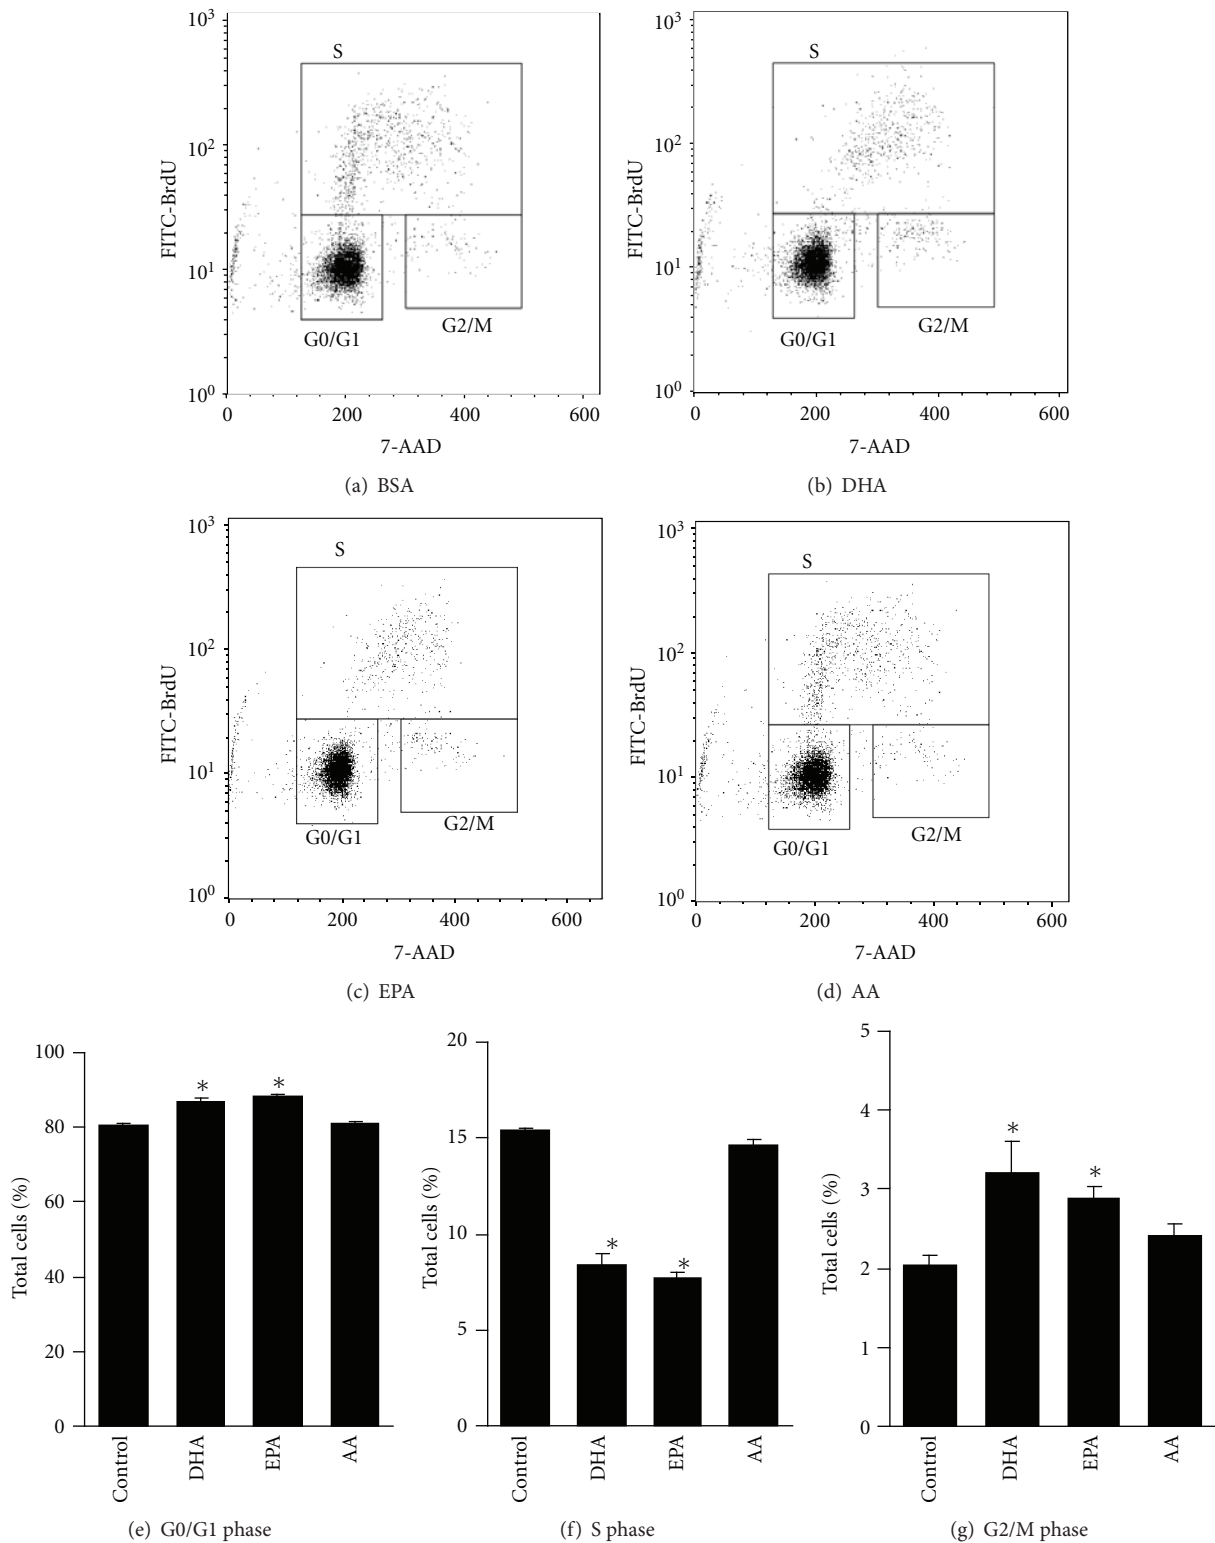 10³
S
10²
FITC-BrdU
10¹
G0/G1
G2/M
10⁰
0 200 400 600
7-AAD
(a) BSA
10³
S
10²
FITC-BrdU
10¹
G0/G1
G2/M
10⁰
0 200 400 600
7-AAD
(b) DHA
10³
S
10²
FITC-BrdU
10¹
G0/G1
G2/M
10⁰
0 200 400 600
7-AAD
(c) EPA
10³
S
10²
FITC-BrdU
10¹
G0/G1
G2/M
10⁰
0 200 400 600
7-AAD
(d) AA
100
80
60
40
20
0
Total cells (%)
* *
Control DHA EPA AA
(e) G0/G1 phase
20
15
10
5
0
Total cells (%)
* *
Control DHA EPA AA
(f) S phase
5
4
3
2
1
0
Total cells (%)
* *
Control DHA EPA AA
(g) G2/M phase